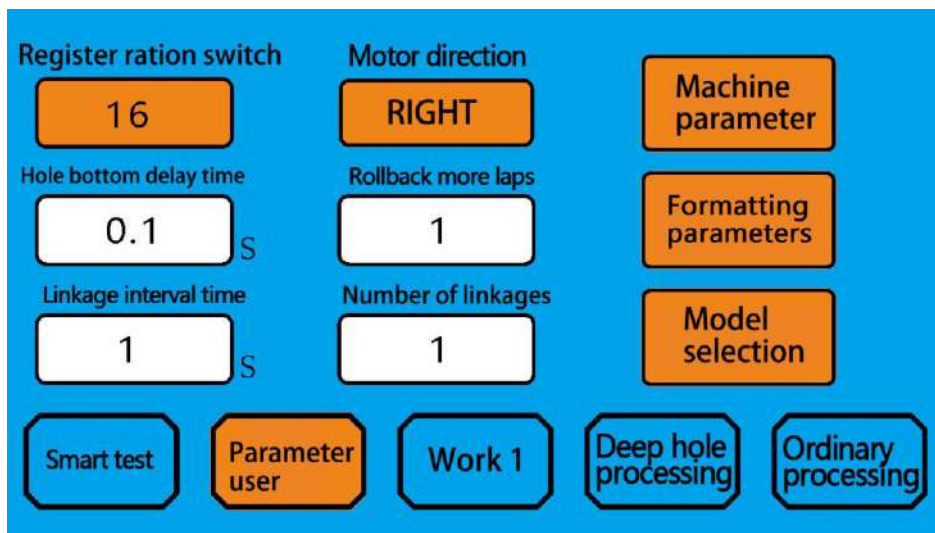 Register ration switch
Motor direction
16
RIGHT
Machine
parameter
Hole bottom delay time
Rollback more laps
0.1
S
1
Formatting
parameters
Linkage interval time
Number of linkages
1
S
1
Model
selection
Smart test
Parameter
user
Work 1
Deep hole
processing
Ordinary
processing